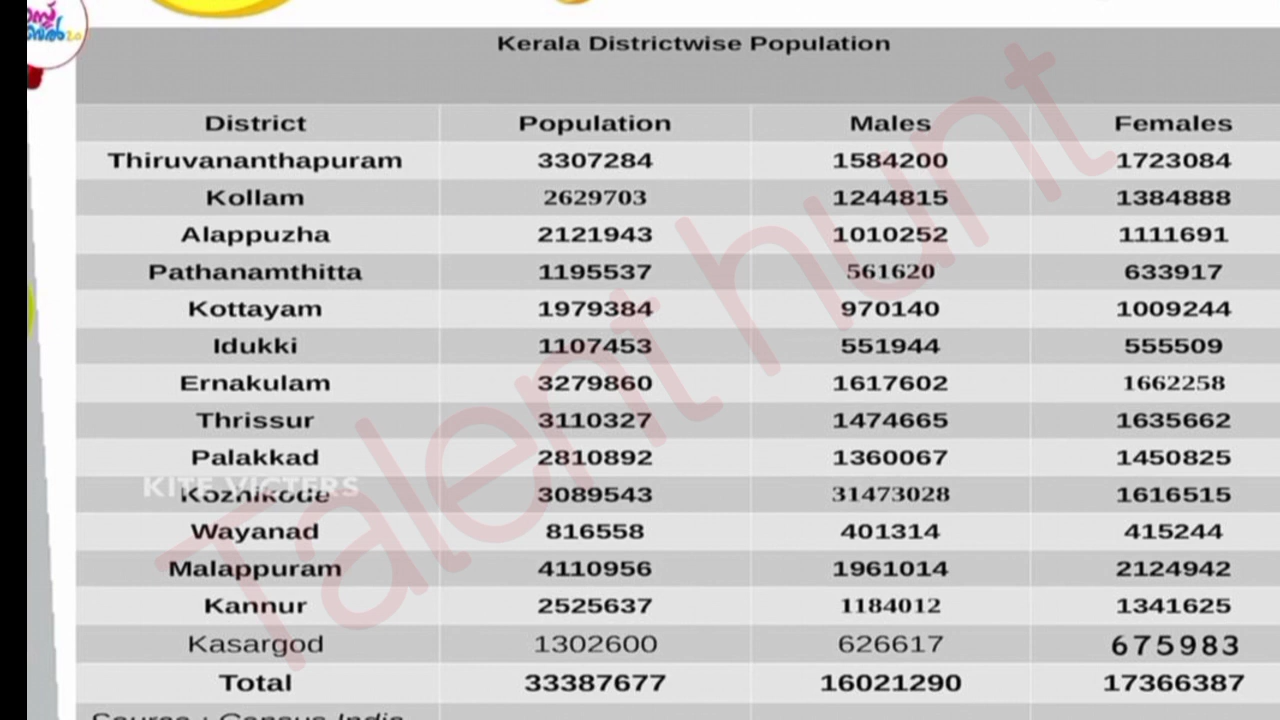 Kerala Districtwise Population
District Population Males Females
Thiruvananthapuram 3307284 1584200 1723084
Kollam 2629703 1244815 1384888
Alappuzha 2121943 1010252 1111691
Pathanamthitta 1195537 561620 633917
Kottayam 1979384 970140 1009244
Idukki 1107453 551944 555509
Ernakulam 3279860 1617602 1662258
Thrissur 3110327 1474665 1635662
Palakkad 2810892 1360067 1450825
KITE VICTERS
Kozhikode 3089543 31473028 1616515
Wayanad 816558 401314 415244
Malappuram 4110956 1961014 2124942
Kannur 2525637 1184012 1341625
Kasargod 1302600 626617 675983
Total 33387677 16021290 17366387
Source : Census India
Talent hunt